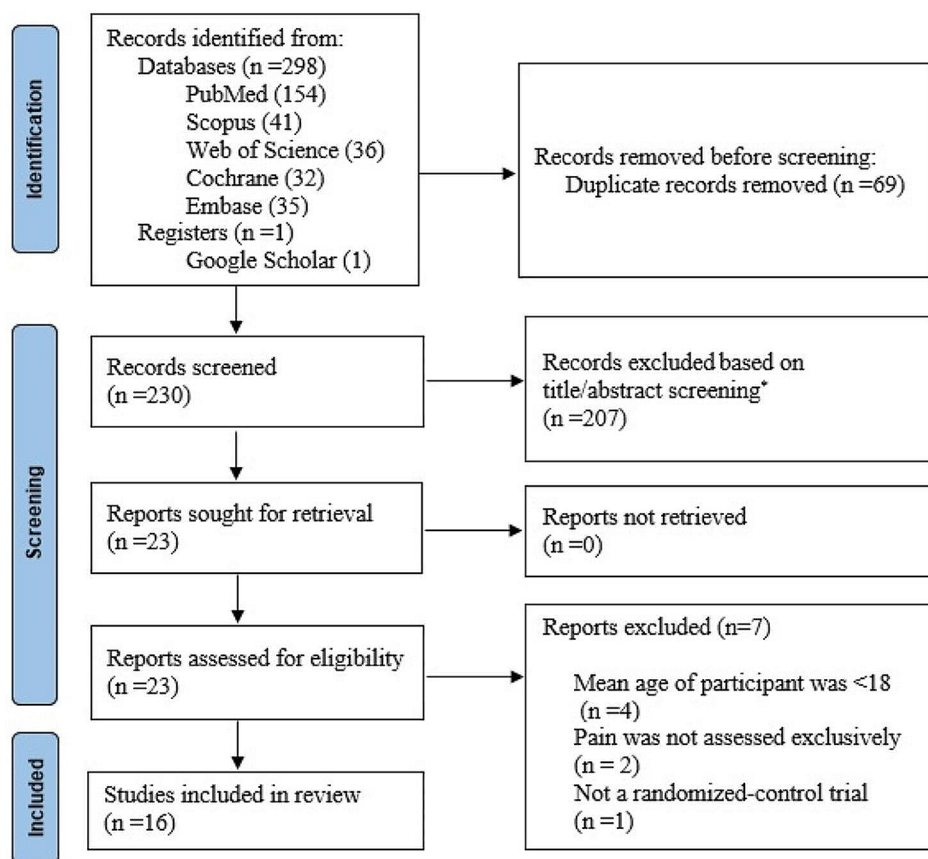 Identification
Records identified from:
Databases (n =298)
PubMed (154)
Scopus (41)
Web of Science (36)
Cochrane (32)
Embase (35)
Registers (n =1)
Google Scholar (1)
Records removed before screening:
Duplicate records removed (n =69)
Screening
Records screened
(n =230)
Records excluded based on
title/abstract screening*
(n =207)
Reports sought for retrieval
(n =23)
Reports not retrieved
(n =0)
Reports assessed for eligibility
(n =23)
Reports excluded (n=7)
Mean age of participant was <18
(n =4)
Pain was not assessed exclusively
(n = 2)
Not a randomized-control trial
(n =1)
Included
Studies included in review
(n =16)